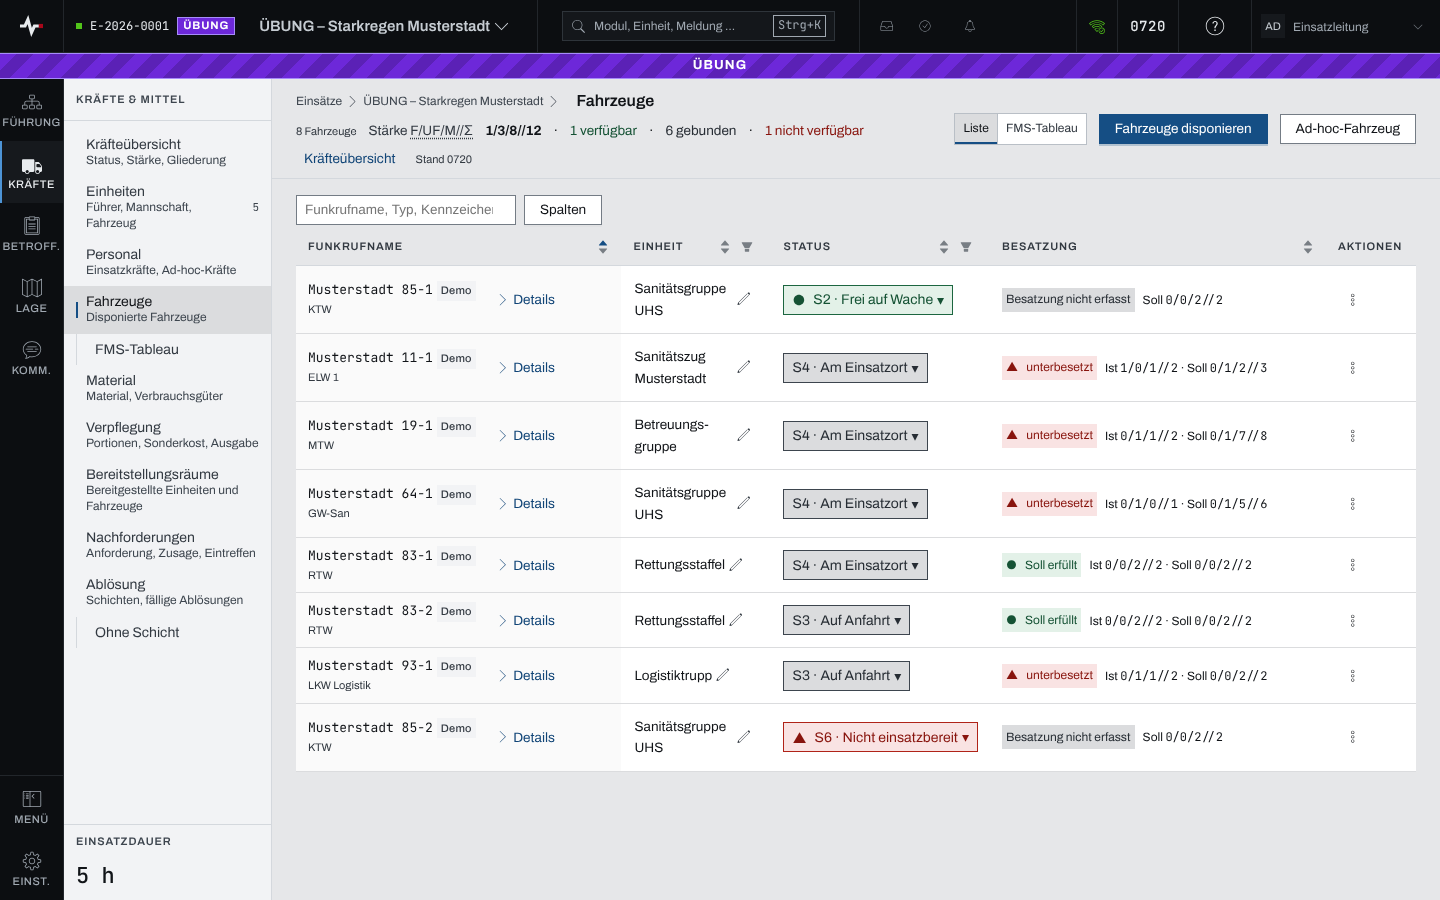 E-2026-0001 ÜBUNG ÜBUNG – Starkregen Musterstadt Modul, Einheit, Meldung ... Strg+K 0720 ? AD Einsatzleitung
ÜBUNG
FÜHRUNG
KRÄFTE
BETROFF.
LAGE
KOMM.
MENÜ
EINST.
KRÄFTE & MITTEL
Kräfteübersicht
Status, Stärke, Gliederung
Einheiten
Führer, Mannschaft, Fahrzeug 5
Personal
Einsatzkräfte, Ad-hoc-Kräfte
Fahrzeuge
Disponierte Fahrzeuge
FMS-Tableau
Material
Material, Verbrauchsgüter
Verpflegung
Portionen, Sonderkost, Ausgabe
Bereitstellungsräume
Bereitgestellte Einheiten und
Fahrzeuge
Nachforderungen
Anforderung, Zusage, Eintreffen
Ablösung
Schichten, fällige Ablösungen
Ohne Schicht
EINSATZDAUER
5 h
Einsätze ÜBUNG – Starkregen Musterstadt Fahrzeuge
8 Fahrzeuge Stärke F/UF/M//Σ 1/3/8//12 · 1 verfügbar · 6 gebunden · 1 nicht verfügbar
Kräfteübersicht Stand 0720
Liste FMS-Tableau Fahrzeuge disponieren Ad-hoc-Fahrzeug
Funkrufname, Typ, Kennzeichen Spalten
FUNKRUFNAME EINHEIT STATUS BESATZUNG AKTIONEN
Musterstadt 85-1 Demo
KTW
Details
Sanitätsgruppe
UHS
S2 · Frei auf Wache
Besatzung nicht erfasst Soll 0/0/2//2
Musterstadt 11-1 Demo
ELW 1
Details
Sanitätszug
Musterstadt
S4 · Am Einsatzort
unterbesetzt Ist 1/0/1//2 · Soll 0/1/2//3
Musterstadt 19-1 Demo
MTW
Details
Betreuungs-
gruppe
S4 · Am Einsatzort
unterbesetzt Ist 0/1/1//2 · Soll 0/1/7//8
Musterstadt 64-1 Demo
GW-San
Details
Sanitätsgruppe
UHS
S4 · Am Einsatzort
unterbesetzt Ist 0/1/0//1 · Soll 0/1/5//6
Musterstadt 83-1 Demo
RTW
Details
Rettungsstaffel
S4 · Am Einsatzort
Soll erfüllt Ist 0/0/2//2 · Soll 0/0/2//2
Musterstadt 83-2 Demo
RTW
Details
Rettungsstaffel
S3 · Auf Anfahrt
Soll erfüllt Ist 0/0/2//2 · Soll 0/0/2//2
Musterstadt 93-1 Demo
LKW Logistik
Details
Logistiktrupp
S3 · Auf Anfahrt
unterbesetzt Ist 0/1/1//2 · Soll 0/0/2//2
Musterstadt 85-2 Demo
KTW
Details
Sanitätsgruppe
UHS
S6 · Nicht einsatzbereit
Besatzung nicht erfasst Soll 0/0/2//2